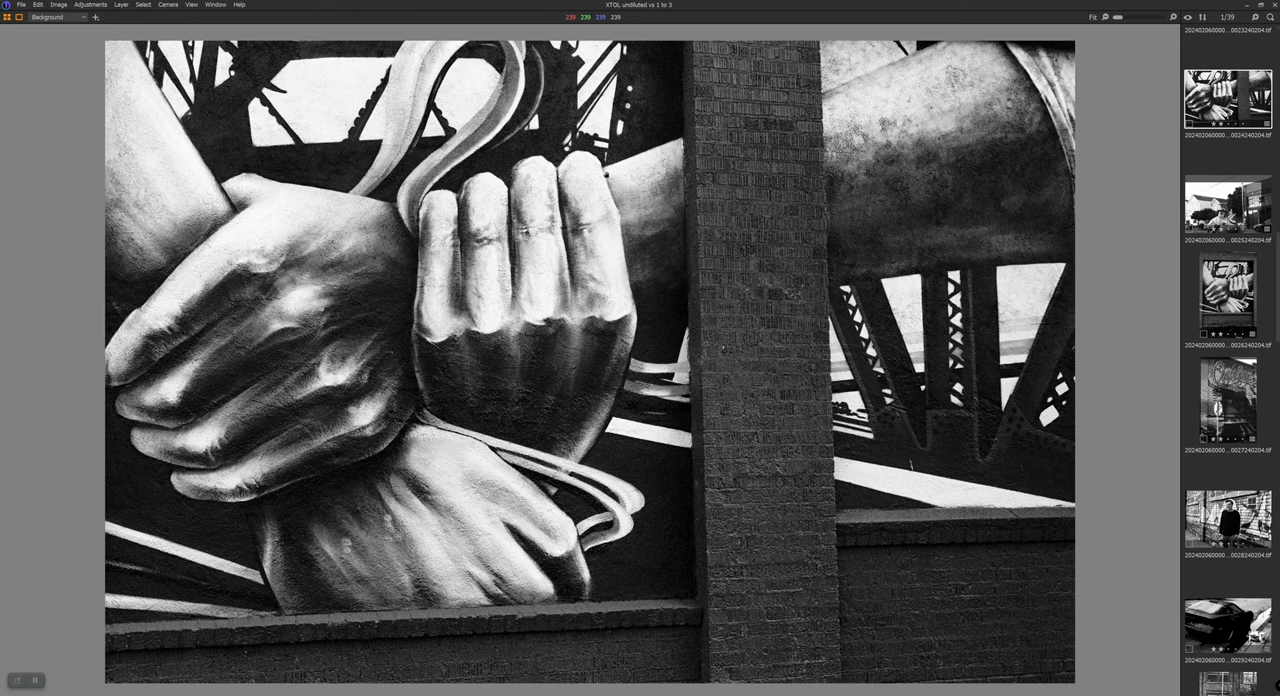 File Edit Image Adjustments Layer Select Camera View Window Help
XTOL undiluted vs 1 to 3
Background
239 239 239 239
Fit
1/39
202402060000...0023240204.tif
202402060000...0024240204.tif
202402060000...0025240204.tif
202402060000...0026240204.tif
202402060000...0027240204.tif
202402060000...0028240204.tif
202402060000...0029240204.tif